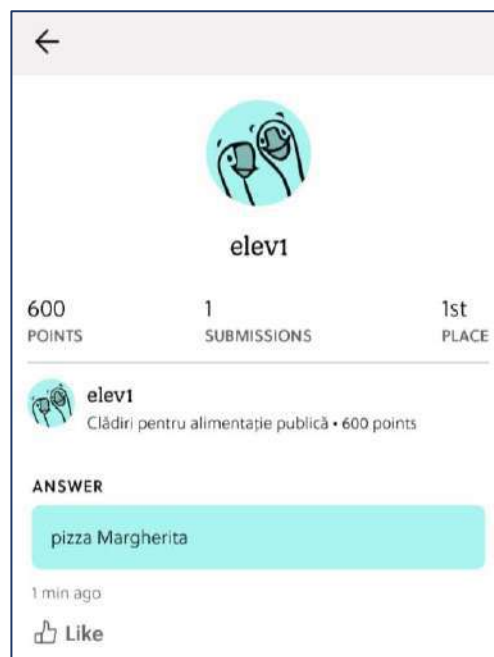 elev1
600
1
1st
POINTS
SUBMISSIONS
PLACE
elev1
Clădiri pentru alimentație publică • 600 points
ANSWER
pizza Margherita
1 min ago
Like